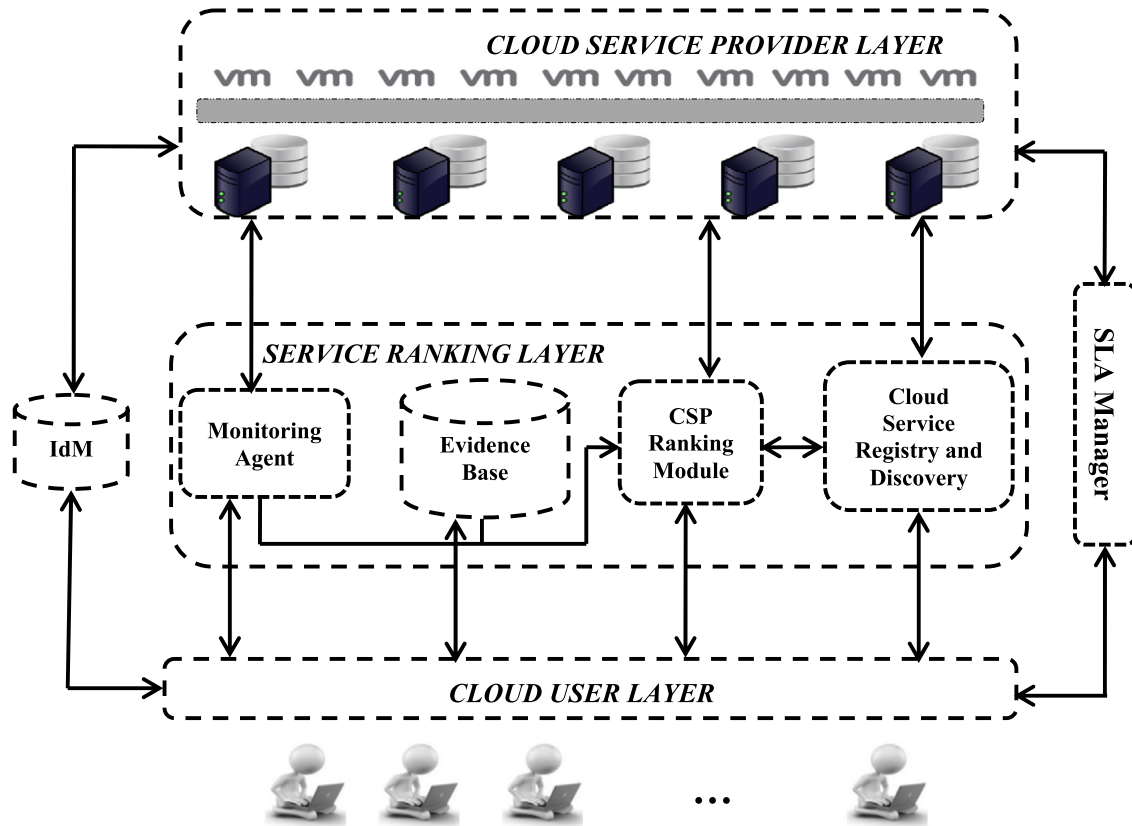 CLOUD SERVICE PROVIDER LAYER
vm vm vm vm vm vm vm vm vm vm
SERVICE RANKING LAYER
IdM
Monitoring
Agent
Evidence
Base
CSP
Ranking
Module
Cloud
Service
Registry and
Discovery
SLA Manager
CLOUD USER LAYER
...